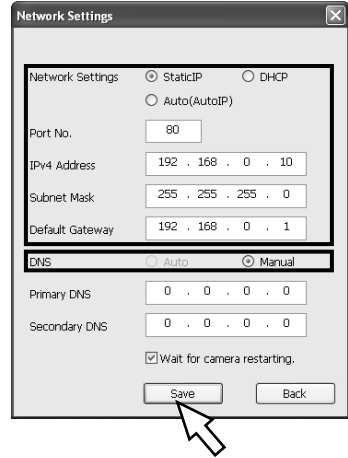 Network Settings
Network Settings StaticIP DHCP
Auto(AutoIP)
Port No. 80
IPv4 Address 192 . 168 . 0 . 10
Subnet Mask 255 . 255 . 255 . 0
Default Gateway 192 . 168 . 0 . 1
DNS Auto Manual
Primary DNS 0 . 0 . 0 . 0
Secondary DNS 0 . 0 . 0 . 0
Wait for camera restarting.
Save Back